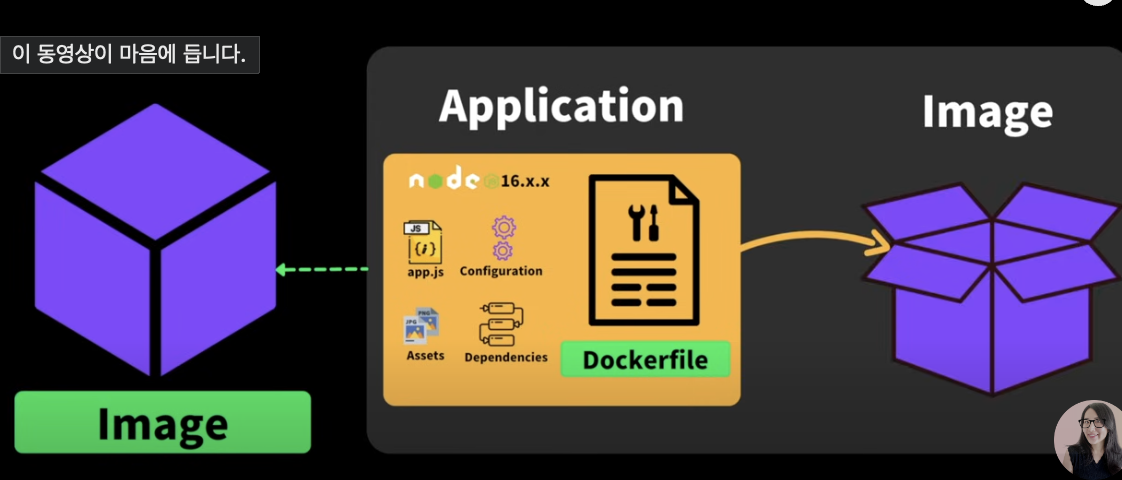 이 동영상이 마음에 듭니다.
Application
Image
node 16.x.x
JS
{i}
app.js
Configuration
JPG
PNG
Assets
Dependencies
Dockerfile
Image